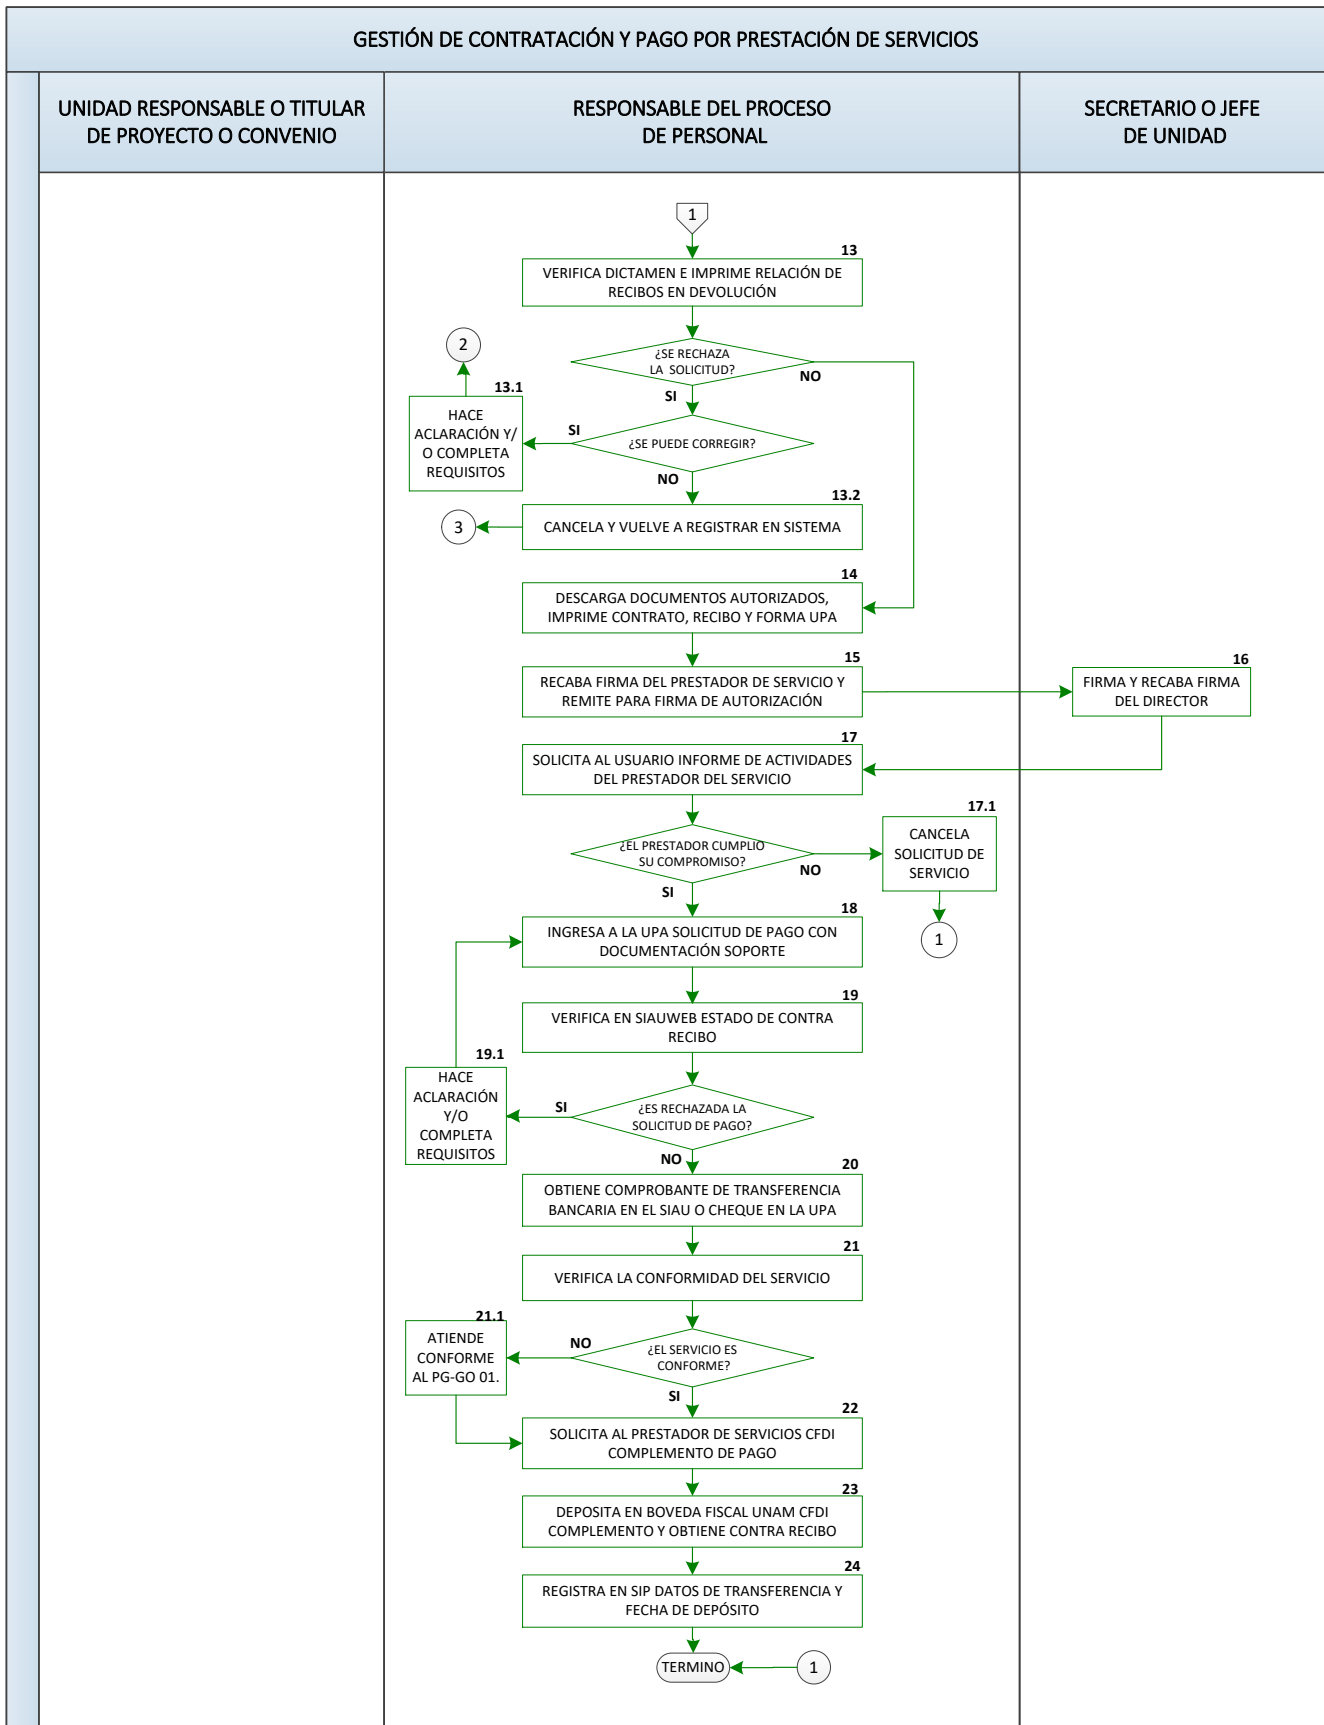 GESTIÓN DE CONTRATACIÓN Y PAGO POR PRESTACIÓN DE SERVICIOS
UNIDAD RESPONSABLE O TITULAR
DE PROYECTO O CONVENIO
RESPONSABLE DEL PROCESO
DE PERSONAL
SECRETARIO O JEFE
DE UNIDAD
1
13
VERIFICA DICTAMEN E IMPRIME RELACIÓN DE
RECIBOS EN DEVOLUCIÓN
¿SE RECHAZA
LA SOLICITUD?
NO
SI
2
13.1
HACE
ACLARACIÓN Y/
O COMPLETA
REQUISITOS
SI
¿SE PUEDE CORREGIR?
NO
13.2
CANCELA Y VUELVE A REGISTRAR EN SISTEMA
3
14
DESCARGA DOCUMENTOS AUTORIZADOS,
IMPRIME CONTRATO, RECIBO Y FORMA UPA
15
RECABA FIRMA DEL PRESTADOR DE SERVICIO Y
REMITE PARA FIRMA DE AUTORIZACIÓN
16
FIRMA Y RECABA FIRMA
DEL DIRECTOR
17
SOLICITA AL USUARIO INFORME DE ACTIVIDADES
DEL PRESTADOR DEL SERVICIO
¿EL PRESTADOR CUMPLIO
SU COMPROMISO?
NO
SI
17.1
CANCELA
SOLICITUD DE
SERVICIO
1
18
INGRESA A LA UPA SOLICITUD DE PAGO CON
DOCUMENTACIÓN SOPORTE
19
VERIFICA EN SIAUWEB ESTADO DE CONTRA
RECIBO
19.1
HACE
ACLARACIÓN
Y/O
COMPLETA
REQUISITOS
SI
¿ES RECHAZADA LA
SOLICITUD DE PAGO?
NO
20
OBTIENE COMPROBANTE DE TRANSFERENCIA
BANCARIA EN EL SIAU O CHEQUE EN LA UPA
21
VERIFICA LA CONFORMIDAD DEL SERVICIO
21.1
ATIENDE
CONFORME
AL PG-GO 01.
NO
¿EL SERVICIO ES
CONFORME?
SI
22
SOLICITA AL PRESTADOR DE SERVICIOS CFDI
COMPLEMENTO DE PAGO
23
DEPOSITA EN BOVEDA FISCAL UNAM CFDI
COMPLEMENTO Y OBTIENE CONTRA RECIBO
24
REGISTRA EN SIP DATOS DE TRANSFERENCIA Y
FECHA DE DEPÓSITO
TERMINO
1